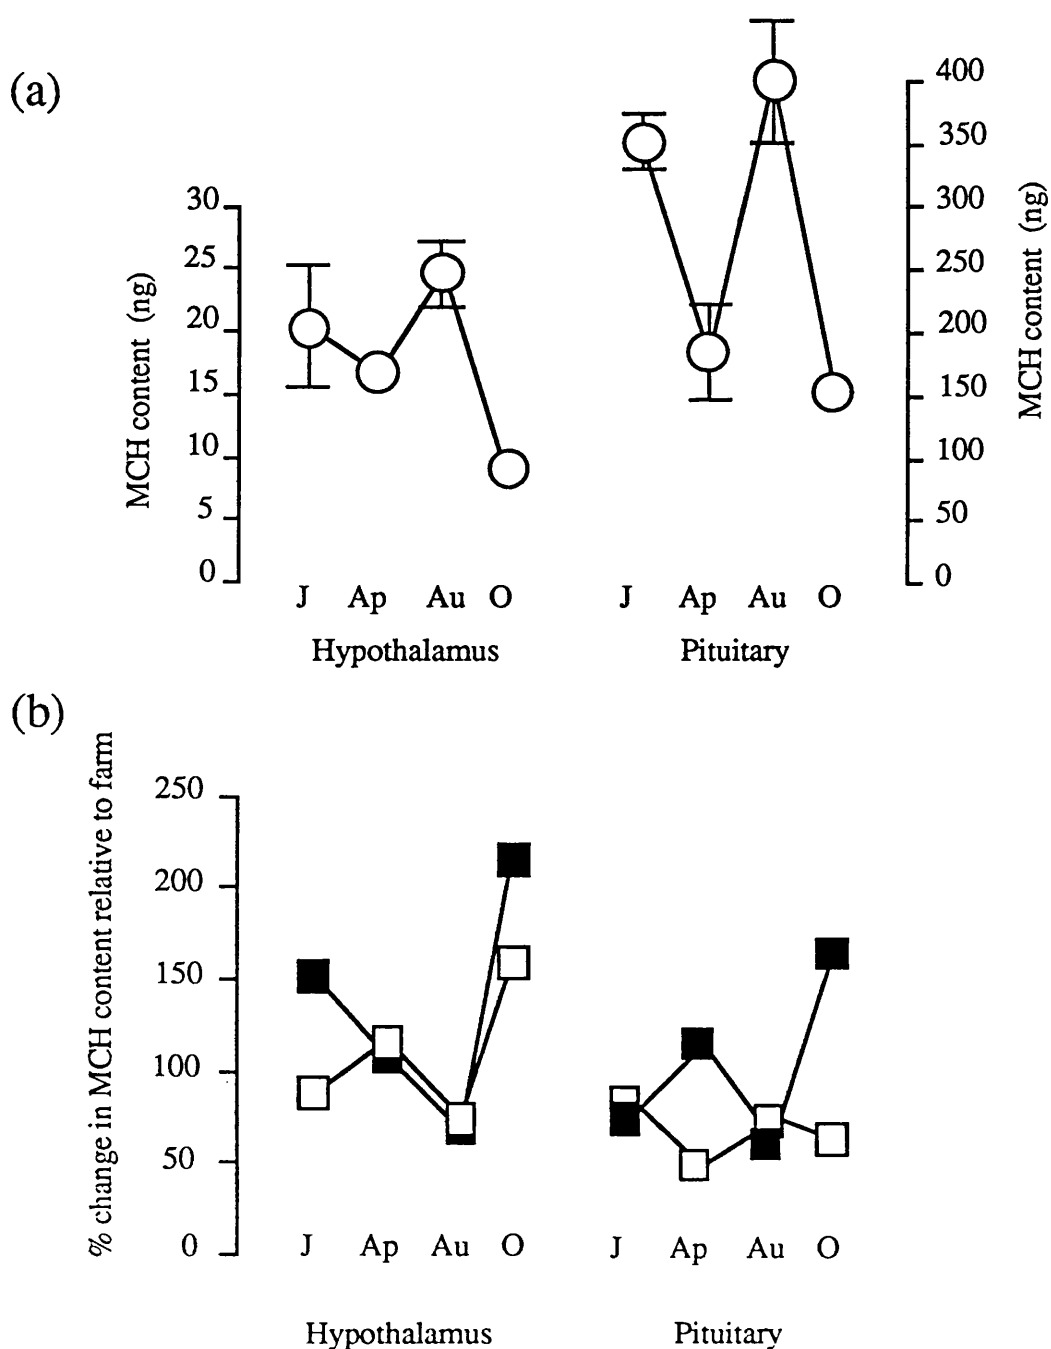 (a)
MCH content (ng)
30
25
20
15
10
5
0
J Ap Au O
Hypothalamus
J Ap Au O
Pituitary
400
350
300
250
200
150
100
50
0
MCH content (ng)
(b)
% change in MCH content relative to farm
250
200
150
100
50
0
J Ap Au O
Hypothalamus
J Ap Au O
Pituitary